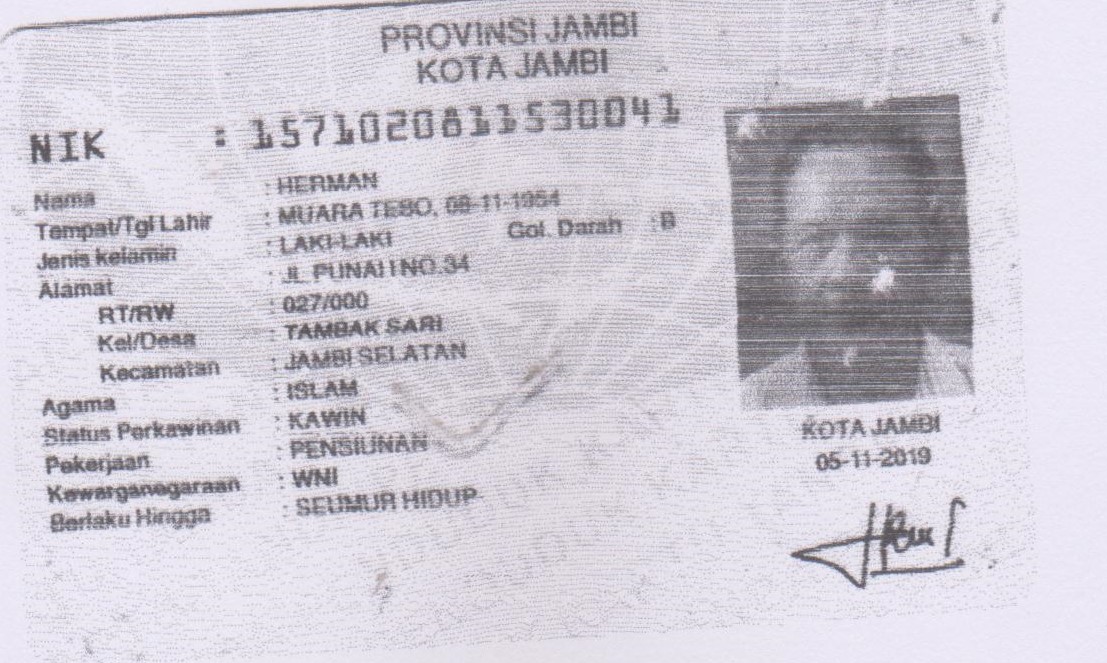 PROVINSI JAMBI
KOTA JAMBI
NIK : 1571020811530041
Nama : HERMAN
Tempat/Tgl Lahir : MUARA TEBO, 08-11-1954
Jenis kelamin : LAKI-LAKI Gol. Darah : B
Alamat : JL PUNAI I NO.34
RT/RW : 027/000
Kel/Desa : TAMBAK SARI
Kecamatan : JAMBI SELATAN
Agama : ISLAM
Status Perkawinan : KAWIN
Pekerjaan : PENSIUNAN
Kewarganegaraan : WNI
Berlaku Hingga : SEUMUR HIDUP
KOTA JAMBI
05-11-2019